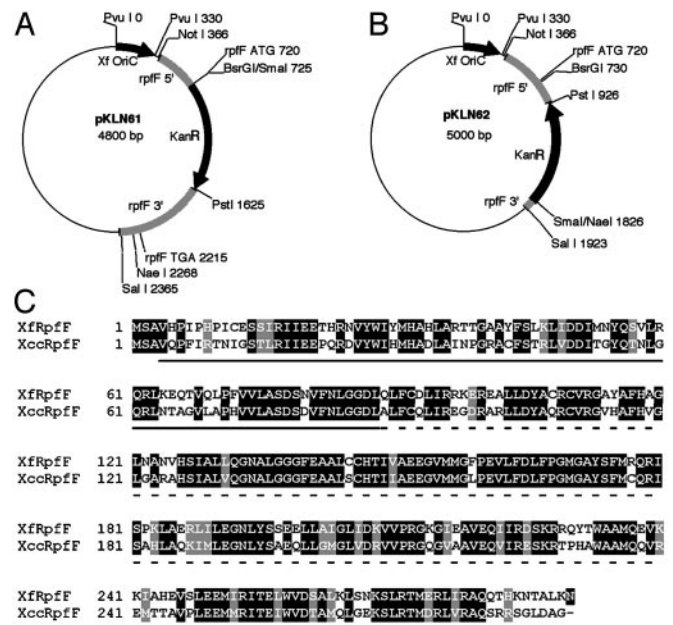 A
Pvu I 0
Pvu I 330
Not I 366
Xf OriC
rpfF 5'
rpfF ATG 720
BsrGI/SmaI 725
pKLN61
4800 bp
KanR
rpfF 3'
PstI 1625
rpfF TGA 2215
Nae I 2268
Sal I 2365
B
Pvu I 0
Pvu I 330
Not I 366
Xf OriC
rpfF 5'
rpfF ATG 720
BsrGI 730
Pst I 926
pKLN62
5000 bp
KanR
rpfF 3'
SmaI/NaeI 1826
Sal I 1923
C
XfRpfF 1 MSAVHPIPHPICESSIRIIEETHRNVYWIYMHAHLARTTGAAYFSLKLIDDIMNYQSVLR
XccRpfF 1 MSAVQPFIRTNIGSTLRIIEEPQRDVYWIHMHADLAINPGRACFSTRLVDDITGYQTNLG
XfRpfF 61 QRLKEQTVQLPFVVLASDSNVFNLGGDLQLFCDLIRRKEREALLDYACRCVRGAYAFHAG
XccRpfF 61 QRLNTAGVLAPHVVLASDSDVFNLGGDLALFCQLIREGDRARLLDYAQRCVRGVHAFHVG
XfRpfF 121 LNANVHSIALLQGNALGGGFEAALCCHTIVAEEGVMMGFPEVLFDLFPGMGAYSFMRQRI
XccRpfF 121 LGARAHSIALVQGNALGGGFEAALSCHTIVAEEGVMMGLPEVLFDLFPGMGAYSFMCQRI
XfRpfF 181 SPKLAERLILEGNLYSSEELLAIGLIDKVVPRGKGIEAVEQIIRDSKRRQYTWAAMQEVK
XccRpfF 181 SAHLAQKIMLEGNLYSAEQLLGMGLVDRVVPRGQGVAAVEQVIRESKRTPHAWAAMQQVR
XfRpfF 241 KIAHEVSLEEMIRITELWVDSALKLSNKSLRTMERLIRAQQTHKNTALKN
XccRpfF 241 EMTTAVPLEEMMRITEIWVDTAMQLGEKSLRTMDRLVRAQSRRSGLDAG-